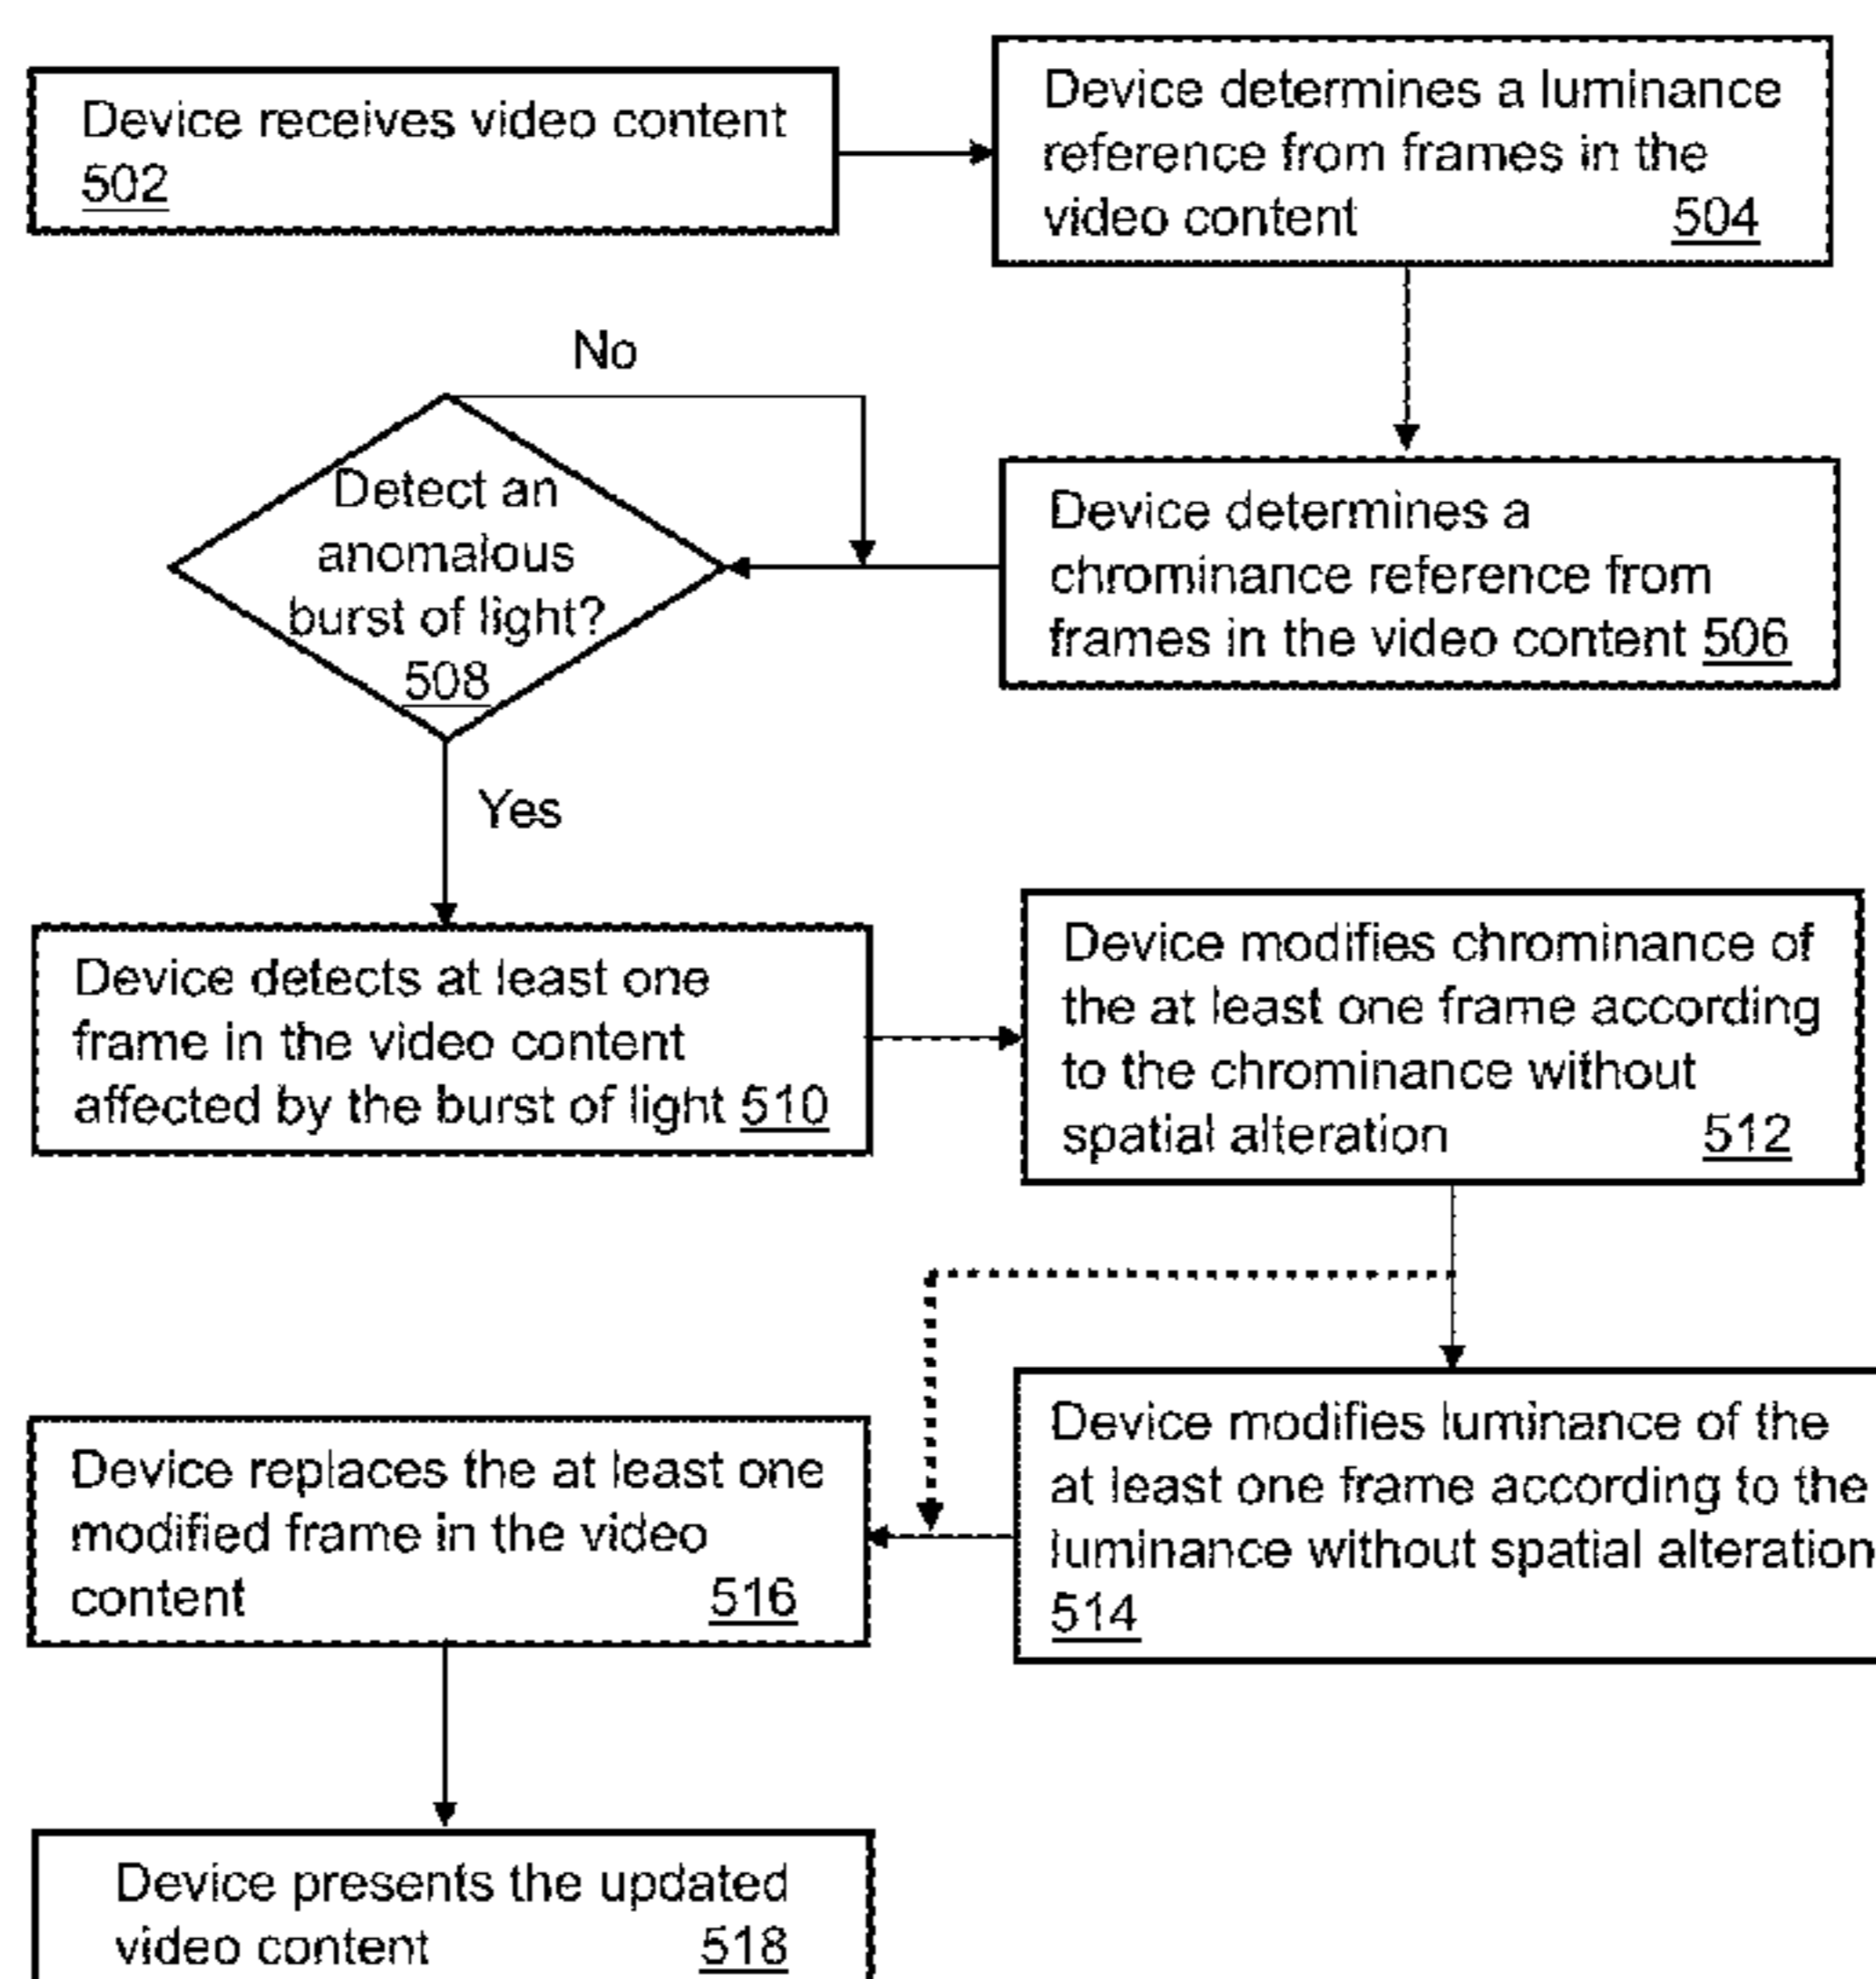 Device receives video content
502
Device determines a luminance
reference from frames in the
video content 504
No
Detect an
anomalous
burst of light?
508
Device determines a
chrominance reference from
frames in the video content 506
Yes
Device detects at least one
frame in the video content
affected by the burst of light 510
Device modifies chrominance of
the at least one frame according
to the chrominance without
spatial alteration 512
Device modifies luminance of the
at least one frame according to the
luminance without spatial alteration
514
Device replaces the at least one
modified frame in the video
content 516
Device presents the updated
video content 518